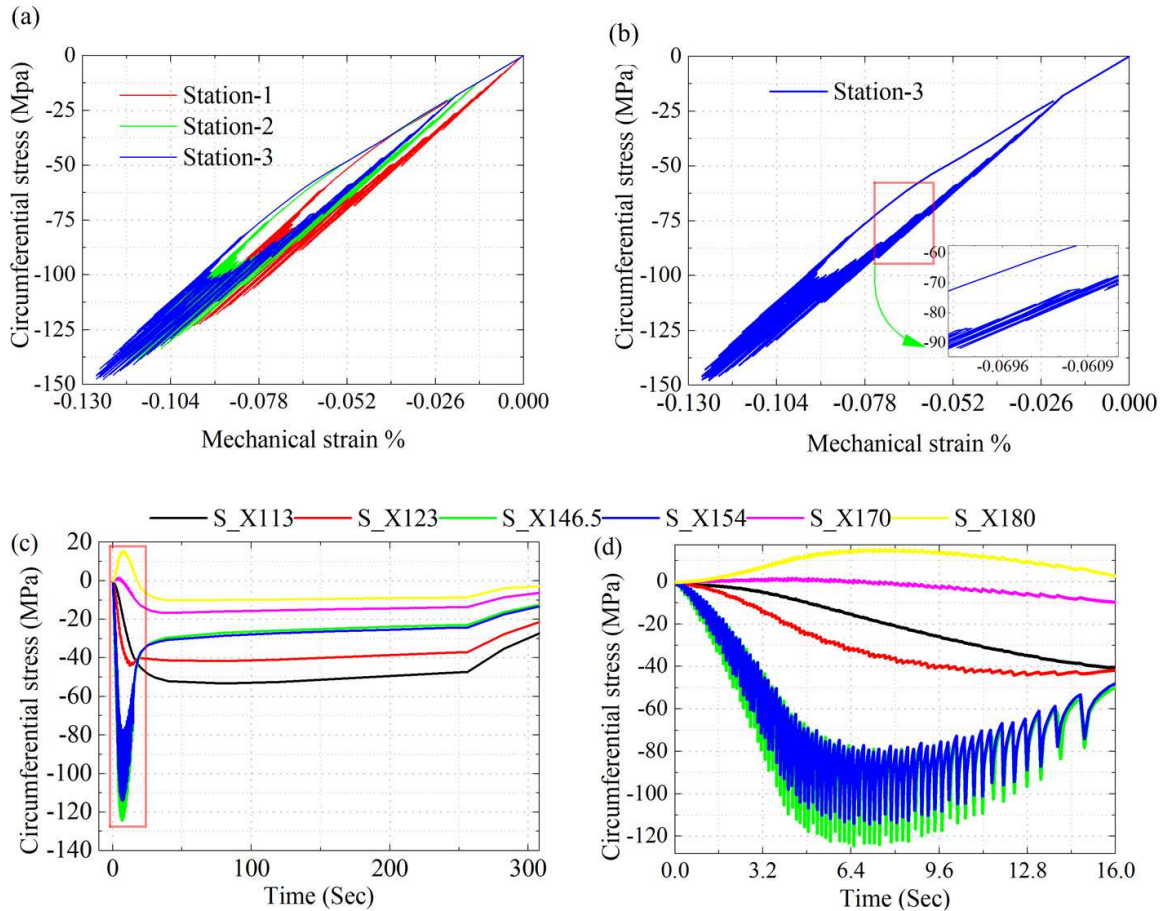 (a)
Circumferential stress (Mpa)
0
-25
-50
-75
-100
-125
-150
Station-1
Station-2
Station-3
-0.130 -0.104 -0.078 -0.052 -0.026 0.000
Mechanical strain %
(b)
Circumferential stress (MPa)
0
-25
-50
-75
-100
-125
-150
Station-3
-60
-70
-80
-90
-0.0696 -0.0609
-0.130 -0.104 -0.078 -0.052 -0.026 0.000
Mechanical strain %
S_X113 S_X123 S_X146.5 S_X154 S_X170 S_X180
(c)
Circumferential stress (MPa)
20
0
-20
-40
-60
-80
-100
-120
-140
0 100 200 300
Time (Sec)
(d)
Circumferential stress (MPa)
0
-20
-40
-60
-80
-100
-120
0.0 3.2 6.4 9.6 12.8 16.0
Time (Sec)